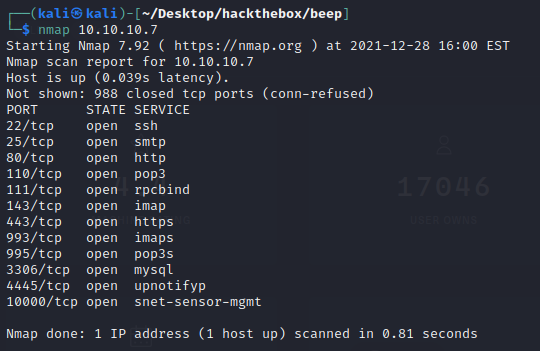 ┌──(kali㉿kali)-[~/Desktop/hackthebox/beep]
└─$ nmap 10.10.10.7
Starting Nmap 7.92 ( https://nmap.org ) at 2021-12-28 16:00 EST
Nmap scan report for 10.10.10.7
Host is up (0.039s latency).
Not shown: 988 closed tcp ports (conn-refused)
PORT      STATE SERVICE
22/tcp    open  ssh
25/tcp    open  smtp
80/tcp    open  http
110/tcp   open  pop3
111/tcp   open  rpcbind
143/tcp   open  imap
17046
443/tcp   open  https
USER OWNS
993/tcp   open  imaps
995/tcp   open  pop3s
3306/tcp  open  mysql
4445/tcp  open  upnotifyp
10000/tcp open  snet-sensor-mgmt
Nmap done: 1 IP address (1 host up) scanned in 0.81 seconds